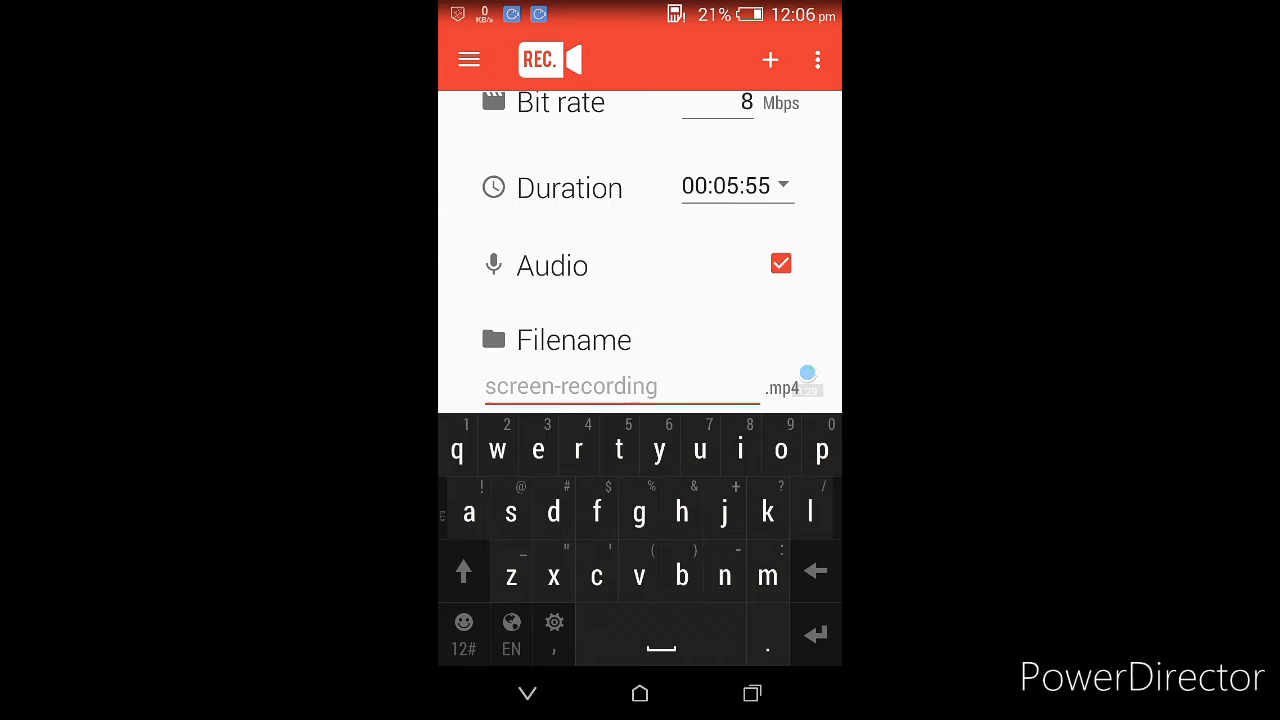 0
KB/s
21% 12:06 pm
REC.
Bit rate 8 Mbps
Duration 00:05:55
Audio
Filename
screen-recording .mp4
1 2 3 4 5 6 7 8 9 0
q w e r t y u i o p
! @ # $ % & + ? /
a s d f g h j k l
_ " ' ( ) - :
z x c v b n m
12# EN , .
PowerDirector